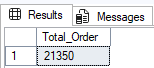 Results Messages
Total_Order
1 21350